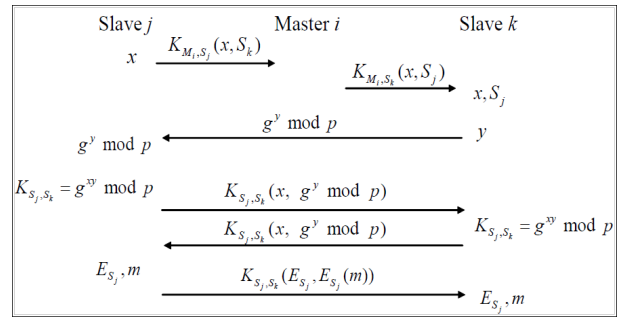 Slave j Master i Slave k
x K_{M_i,S_j}(x, S_k)
K_{M_i,S_k}(x, S_j)
x, S_j
g^y mod p
y
g^y mod p
K_{S_j,S_k} = g^{xy} mod p K_{S_j,S_k}(x, g^y mod p)
K_{S_j,S_k}(x, g^y mod p) K_{S_j,S_k} = g^{xy} mod p
E_{S_j}, m K_{S_j,S_k}(E_{S_j}, E_{S_j}(m))
E_{S_j}, m